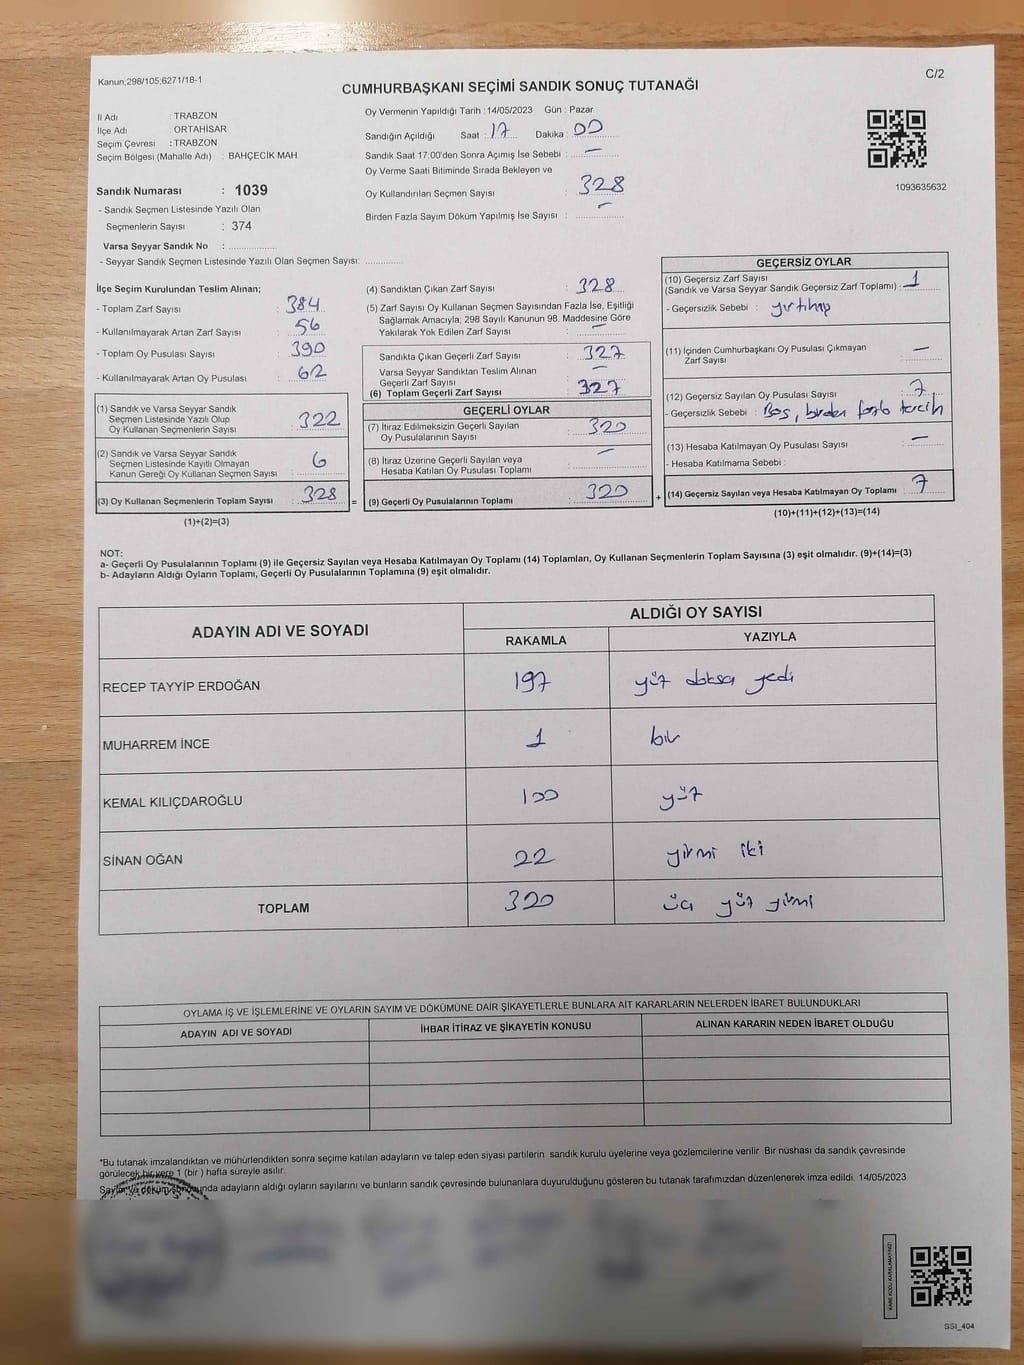 Kanun;298/105;6271/18-1
C/2
CUMHURBAŞKANI SEÇİMİ SANDIK SONUÇ TUTANAĞI
İl Adı : TRABZON
İlçe Adı : ORTAHİSAR
Seçim Çevresi : TRABZON
Seçim Bölgesi (Mahalle Adı) : BAHÇECİK MAH.
Sandık Numarası : 1039
- Sandık Seçmen Listesinde Yazılı Olan
Seçmenlerin Sayısı : 374
Varsa Seyyar Sandık No :
- Seyyar Sandık Seçmen Listesinde Yazılı Olan Seçmen Sayısı:
Oy Vermenin Yapıldığı Tarih : 14/05/2023 Gün : Pazar
Sandığın Açıldığı Saat : 17 Dakika : 00
Sandık Saat 17:00'den Sonra Açımış İse Sebebi : —
Oy Verme Saati Bitiminde Sırada Bekleyen ve
Oy Kullandırılan Seçmen Sayısı : 328
Birden Fazla Sayım Döküm Yapılmış İse Sayısı : —
1093635632
İlçe Seçim Kurulundan Teslim Alınan;
- Toplam Zarf Sayısı : 384
- Kullanılmayarak Artan Zarf Sayısı : 56
- Toplam Oy Pusulası Sayısı : 390
- Kullanılmayarak Artan Oy Pusulası : 62
(1) Sandık ve Varsa Seyyar Sandık
Seçmen Listesinde Yazılı Olup
Oy Kullanan Seçmenlerin Sayısı : 322
(2) Sandık ve Varsa Seyyar Sandık
Seçmen Listesinde Kayıtlı Olmayan
Kanun Gereği Oy Kullanan Seçmen Sayısı : 6
(3) Oy Kullanan Seçmenlerin Toplam Sayısı : 328 =
(1)+(2)=(3)
(4) Sandıktan Çıkan Zarf Sayısı : 328
(5) Zarf Sayısı Oy Kullanan Seçmen Sayısından Fazla İse, Eşitliği
Sağlamak Amacıyla; 298 Sayılı Kanunun 98. Maddesine Göre
Yakılarak Yok Edilen Zarf Sayısı : —
Sandıkta Çıkan Geçerli Zarf Sayısı : 327
Varsa Seyyar Sandıktan Teslim Alınan
Geçerli Zarf Sayısı : —
(6) Toplam Geçerli Zarf Sayısı : 327
GEÇERLİ OYLAR
(7) İtiraz Edilmeksizin Geçerli Sayılan
Oy Pusulalarının Sayısı : 320
(8) İtiraz Üzerine Geçerli Sayılan veya
Hesaba Katılan Oy Pusulası Toplamı : —
(9) Geçerli Oy Pusulalarının Toplamı : 320 +
GEÇERSİZ OYLAR
(10) Geçersiz Zarf Sayısı
(Sandık ve Varsa Seyyar Sandık Geçersiz Zarf Toplamı) : 1
- Geçersizlik Sebebi : yırtılmış
(11) İçinden Cumhurbaşkanı Oy Pusulası Çıkmayan
Zarf Sayısı : —
(12) Geçersiz Sayılan Oy Pusulası Sayısı : 7
- Geçersizlik Sebebi : Boş, birden fazla tercih
(13) Hesaba Katılmayan Oy Pusulası Sayısı : —
- Hesaba Katılmama Sebebi :
(14) Geçersiz Sayılan veya Hesaba Katılmayan Oy Toplamı : 7
(10)+(11)+(12)+(13)=(14)
NOT:
a- Geçerli Oy Pusulalarının Toplamı (9) ile Geçersiz Sayılan veya Hesaba Katılmayan Oy Toplamı (14) Toplamları, Oy Kullanan Seçmenlerin Toplam Sayısına (3) eşit olmalıdır. (9)+(14)=(3)
b- Adayların Aldığı Oyların Toplamı, Geçerli Oy Pusulalarının Toplamına (9) eşit olmalıdır.
ADAYIN ADI VE SOYADI
ALDIĞI OY SAYISI
RAKAMLA YAZIYLA
RECEP TAYYİP ERDOĞAN 197 yüz doksan yedi
MUHARREM İNCE 1 bir
KEMAL KILIÇDAROĞLU 100 yüz
SİNAN OĞAN 22 yirmi iki
TOPLAM 320 üç yüz yirmi
OYLAMA İŞ VE İŞLEMLERİNE VE OYLARIN SAYIM VE DÖKÜMÜNE DAİR ŞİKAYETLERLE BUNLARA AİT KARARLARIN NELERDEN İBARET BULUNDUKLARI
ADAYIN ADI VE SOYADI İHBAR İTİRAZ VE ŞİKAYETİN KONUSU ALINAN KARARIN NEDEN İBARET OLDUĞU
*Bu tutanak imzalandıktan ve mühürlendikten sonra seçime katılan adayların ve talep eden siyasi partilerin sandık kurulu üyelerine veya gözlemcilerine verilir. Bir nüshası da sandık çevresinde
görülecek bir yere 1 (bir ) hafta süreyle asılır.
Sayım ve döküm sonunda adayların aldığı oyların sayılarını ve bunların sandık çevresinde bulunanlara duyurulduğunu gösteren bu tutanak tarafımızdan düzenlenerek imza edildi. 14/05/2023
KARE KODU KARALAMAYINIZ!
SSI_404